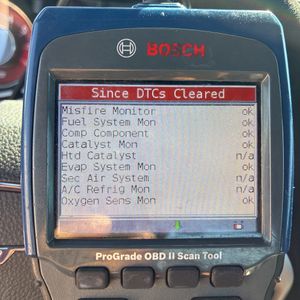 BOSCH
Since DTCs Cleared
Misfire Monitor ok
Fuel System Mon ok
Comp Component ok
Catalyst Mon ok
Htd Catalyst n/a
Evap System Mon ok
Sec Air System n/a
A/C Refrig Mon n/a
Oxygen Sens Mon ok
ProGrade OBD II Scan Tool